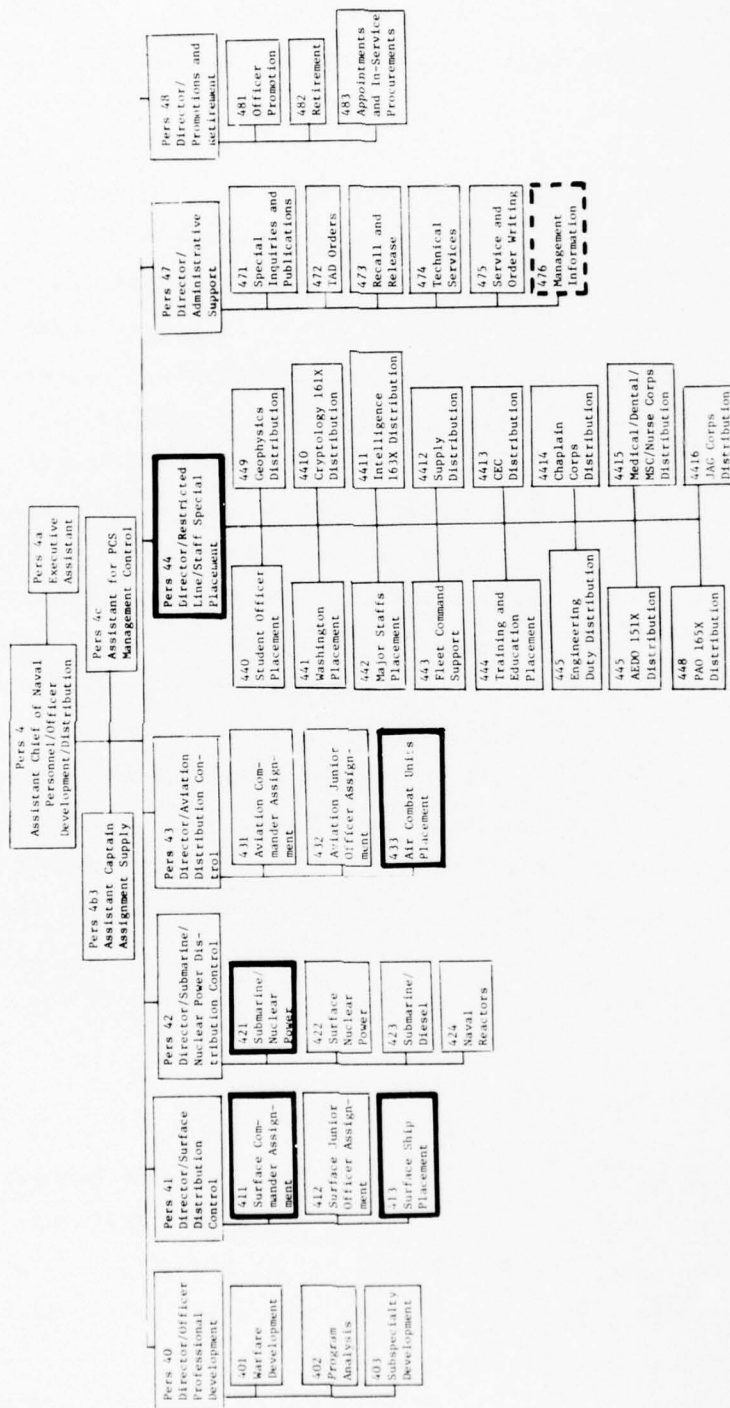 Pers 4
Assistant Chief of Naval
Personnel/Officer
Development/Distribution
Pers 4a
Executive
Assistant
Pers 4b3
Assistant Captain
Assignment Supply
Pers 4c
Assistant for PCS
Management Control
Pers 40
Director/Officer
Professional
Development
401
Warfare
Development
402
Program
Analysis
403
Subspecialty
Development
Pers 41
Director/Surface
Distribution
Control
411
Surface Com-
mander Assign-
ment
412
Surface Junior
Officer Assign-
ment
413
Surface Ship
Placement
Pers 42
Director/Submarine/
Nuclear Power Dis-
tribution Control
421
Submarine/
Nuclear
Power
422
Surface
Nuclear
Power
423
Submarine/
Diesel
424
Naval
Reactors
Pers 43
Director/Aviation
Distribution Con-
trol
431
Aviation Com-
mander Assign-
ment
432
Aviation Junior
Officer Assign-
ment
433
Air Combat Units
Placement
Pers 44
Director/Restricted
Line/Staff Special
Placement
440
Student Officer
Placement
441
Washington
Placement
442
Major Staffs
Placement
443
Fleet Command
Support
444
Training and
Education
Placement
445
Engineering
Duty Distribution
445
AEDO 151X
Distribution
448
PAO 165X
Distribution
449
Geophysics
Distribution
4410
Cryptology 161X
Distribution
4411
Intelligence
163X Distribution
4412
Supply
Distribution
4413
CEC
Distribution
4414
Chaplain
Corps
Distribution
4415
Medical/Dental/
MSC/Nurse Corps
Distribution
4416
JAG Corps
Distribution
Pers 47
Director/
Administrative
Support
471
Special
Inquiries and
Publications
472
TAD Orders
473
Recall and
Release
474
Technical
Services
475
Service and
Order Writing
476
Management
Information
Pers 48
Director/
Promotions and
Retirement
481
Officer
Promotion
482
Retirement
483
Appointments
and In-Service
Procurements